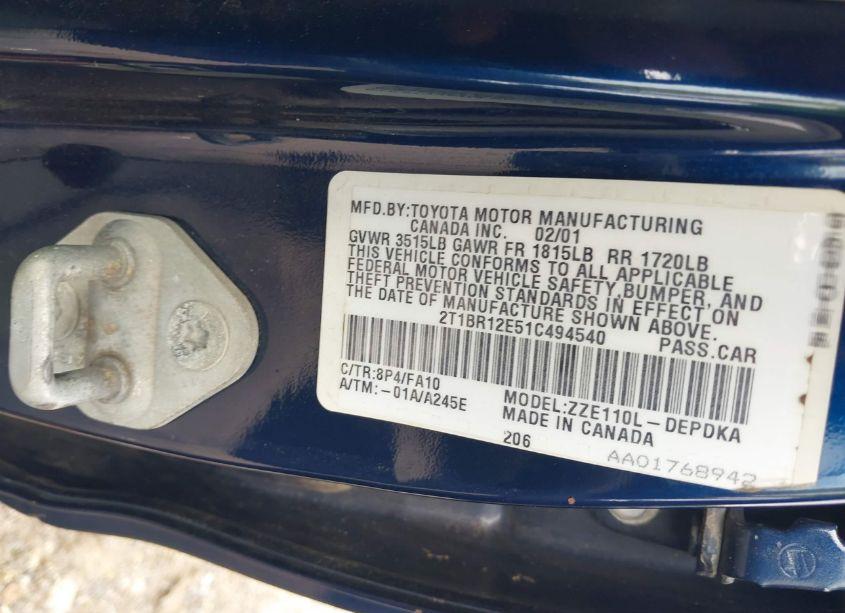 MFD.BY:TOYOTA MOTOR MANUFACTURING
CANADA INC. 02/01
GVWR 3515LB GAWR FR 1815LB RR 1720LB
THIS VEHICLE CONFORMS TO ALL APPLICABLE
FEDERAL MOTOR VEHICLE SAFETY,BUMPER, AND
THEFT PREVENTION STANDARDS IN EFFECT ON
THE DATE OF MANUFACTURE SHOWN ABOVE.
2T1BR12E51C494540 PASS.CAR
C/TR:8P4/FA10
A/TM:-01A/A245E
MODEL:ZZE110L-DEPDKA
MADE IN CANADA
206
AA01768942